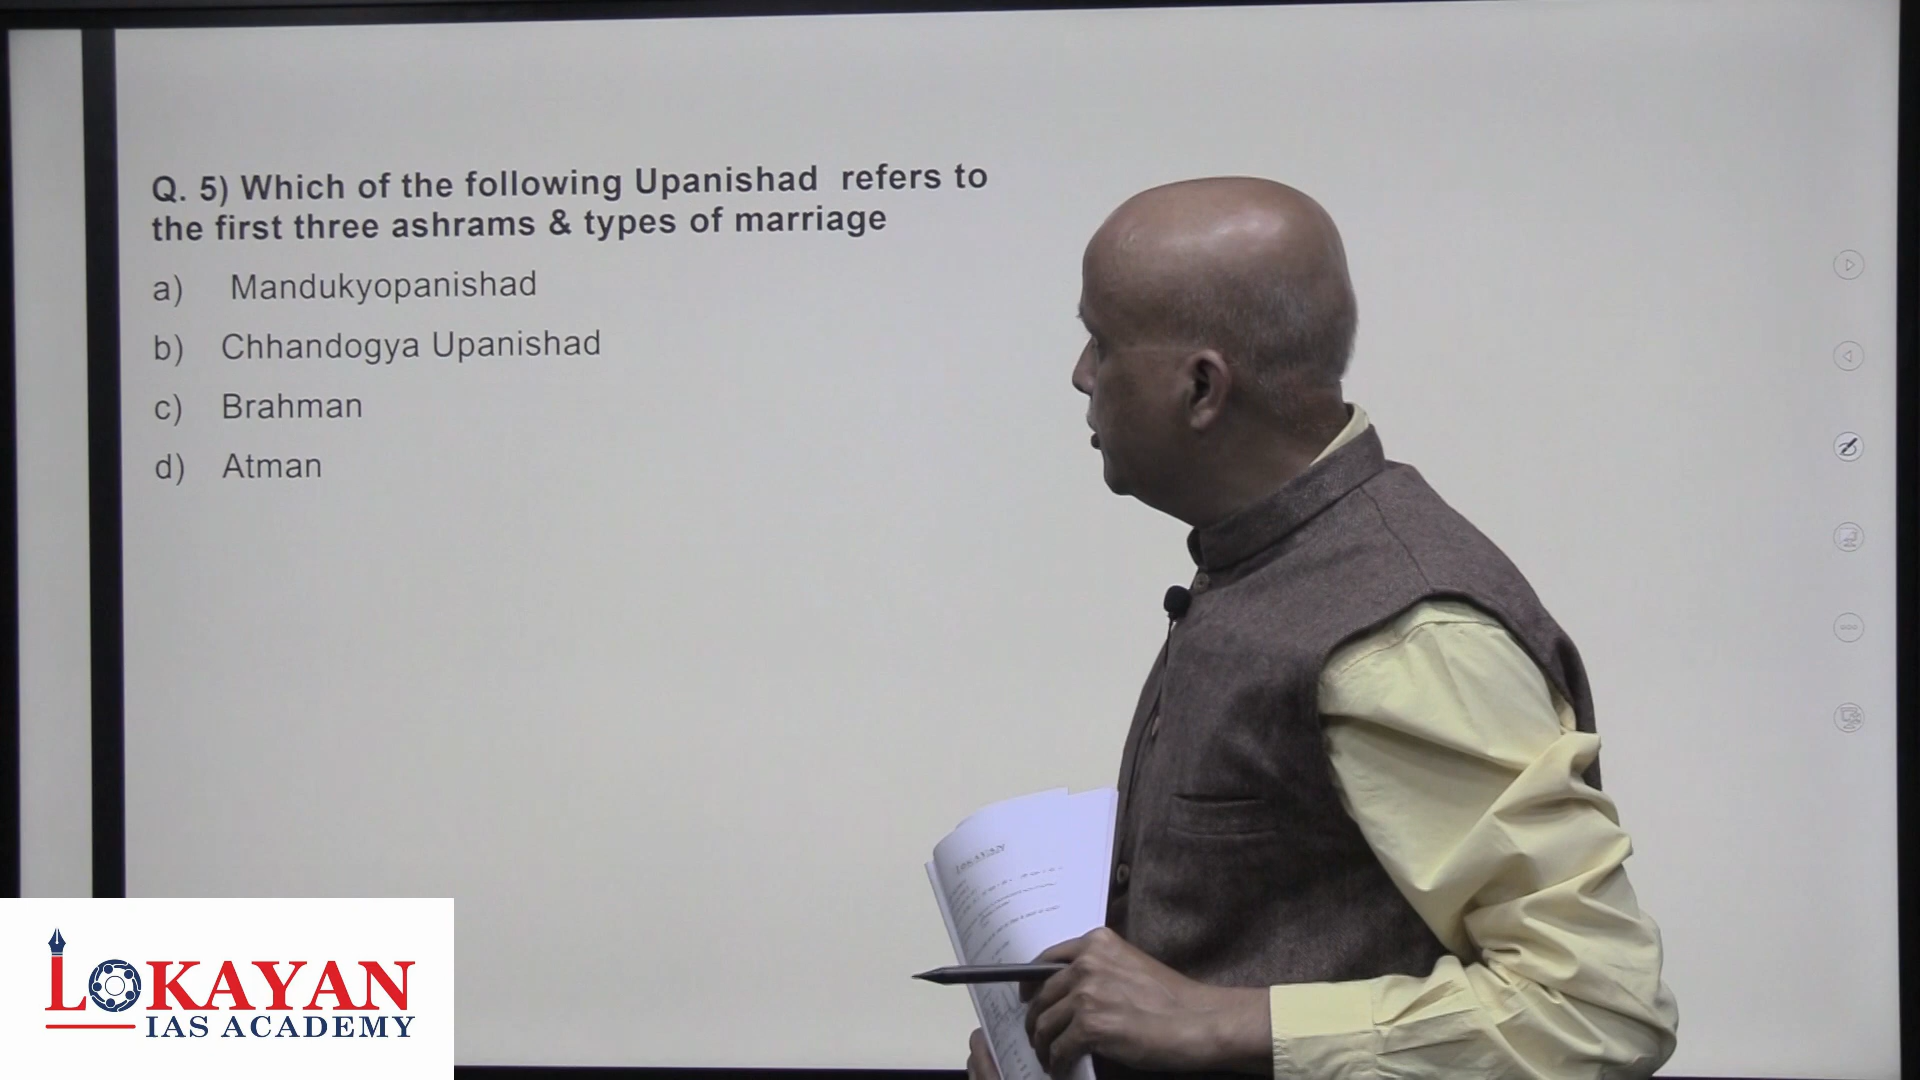 Q. 5) Which of the following Upanishad refers to
the first three ashrams & types of marriage
a) Mandukyopanishad
b) Chhandogya Upanishad
c) Brahman
d) Atman
LOKAYAN
LOKAYAN
IAS ACADEMY